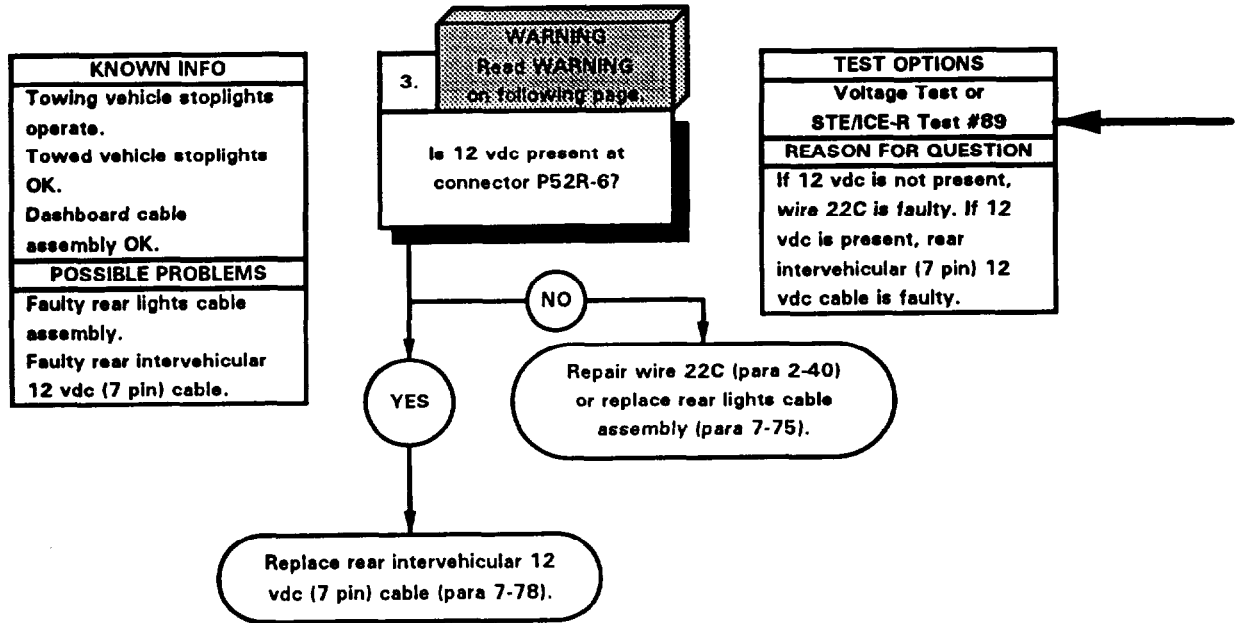 KNOWN INFO
Towing vehicle stoplights
operate.
Towed vehicle stoplights
OK.
Dashboard cable
assembly OK.
POSSIBLE PROBLEMS
Faulty rear lights cable
assembly.
Faulty rear intervehicular
12 vdc (7 pin) cable.
WARNING
Read WARNING
on following page.
3.
Is 12 vdc present at
connector P52R-6?
TEST OPTIONS
Voltage Test or
STE/ICE-R Test #89
REASON FOR QUESTION
If 12 vdc is not present,
wire 22C is faulty. If 12
vdc is present, rear
intervehicular (7 pin) 12
vdc cable is faulty.
NO
Repair wire 22C (para 2-40)
or replace rear lights cable
assembly (para 7-75).
YES
Replace rear intervehicular 12
vdc (7 pin) cable (para 7-78).